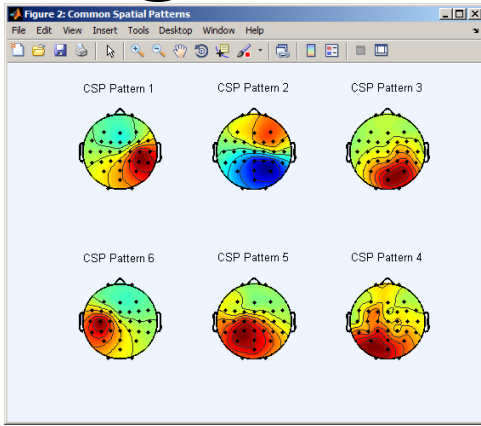 Figure 2: Common Spatial Patterns
File Edit View Insert Tools Desktop Window Help
CSP Pattern 1 CSP Pattern 2 CSP Pattern 3
CSP Pattern 6 CSP Pattern 5 CSP Pattern 4